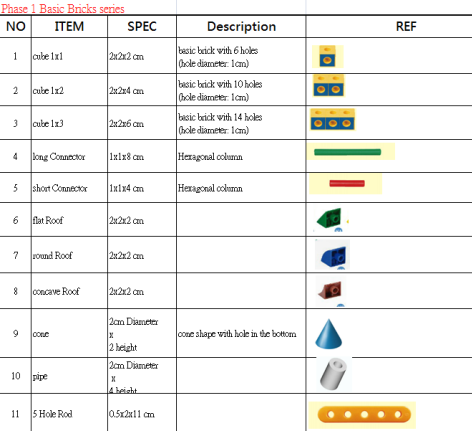 Phase 1 Basic Bricks series
NO ITEM SPEC Description REF
1 cube 1x1 2x2x2 cm basic brick with 6 holes
(hole diameter: 1cm)
2 cube 1x2 2x2x4 cm basic brick with 10 holes
(hole diameter: 1cm)
3 cube 1x3 2x2x6 cm basic brick with 14 holes
(hole diameter: 1cm)
4 long Connector 1x1x8 cm Hexagonal column
5 short Connector 1x1x4 cm Hexagonal column
6 flat Roof 2x2x2 cm
7 round Roof 2x2x2 cm
8 concave Roof 2x2x2 cm
9 cone 2cm Diameter
x
2 height
cone shape with hole in the bottom
10 pipe 2cm Diameter
x
4 height
11 5 Hole Rod 0.5x2x11 cm